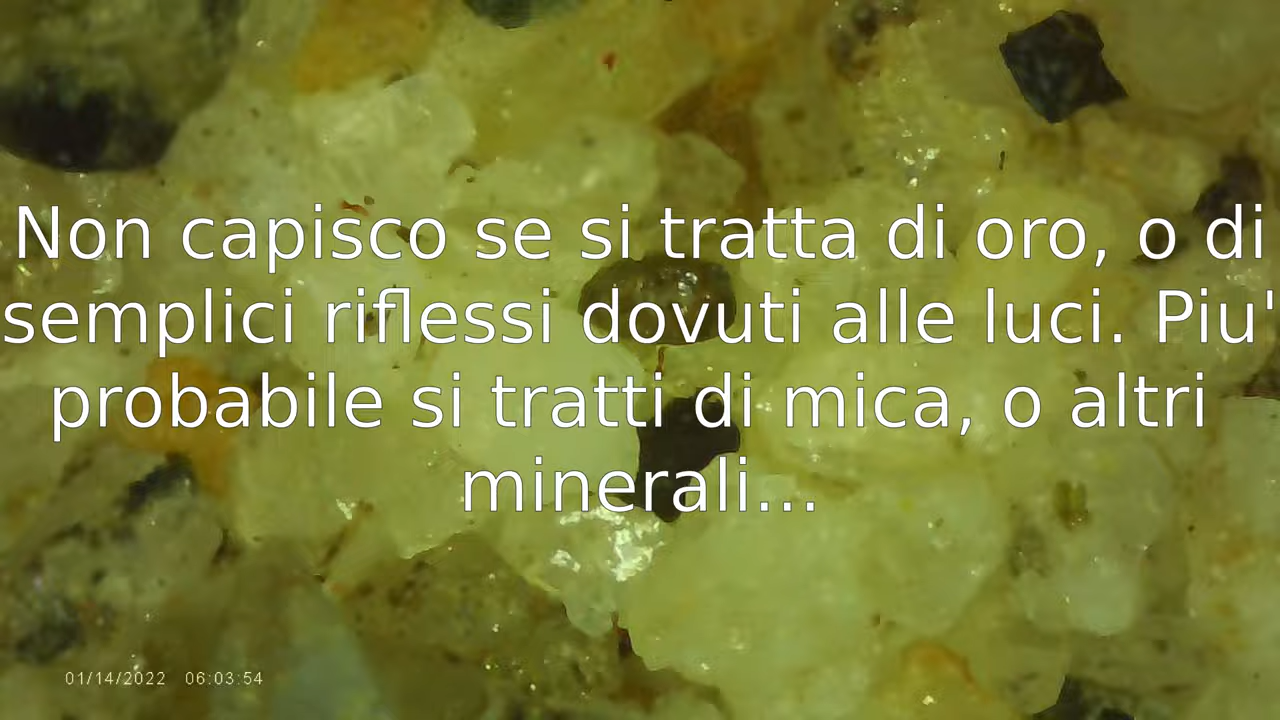 Non capisco se si tratta di oro, o di
semplici riflessi dovuti alle luci. Piu'
probabile si tratti di mica, o altri
minerali...
01/14/2022 06:03:54